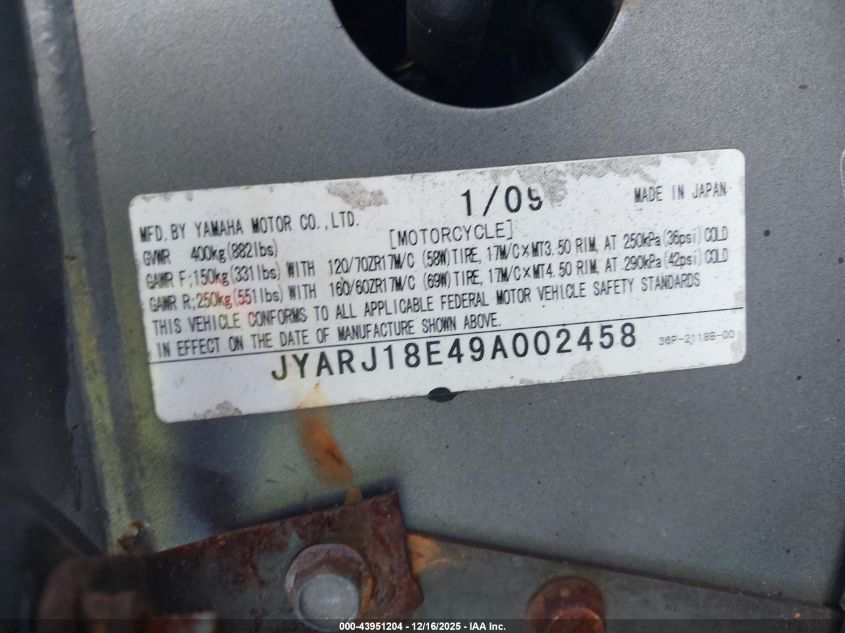 1/09 MADE IN JAPAN
MFD. BY YAMAHA MOTOR CO., LTD.
[MOTORCYCLE]
GVWR 400kg(882lbs)
GAWR F;150kg(331lbs) WITH 120/70ZR17M/C (58W) TIRE, 17M/C×MT3.50 RIM, AT 250kPa(36psi) COLD
GAWR R;250kg(551lbs) WITH 160/60ZR17M/C (69W) TIRE, 17M/C×MT4.50 RIM, AT 290kPa(42psi) COLD
THIS VEHICLE CONFORMS TO ALL APPLICABLE FEDERAL MOTOR VEHICLE SAFETY STANDARDS
IN EFFECT ON THE DATE OF MANUFACTURE SHOWN ABOVE.
JYARJ18E49A002458 36P-2118B-00
000-43951204 - 12/16/2025 - IAA Inc.